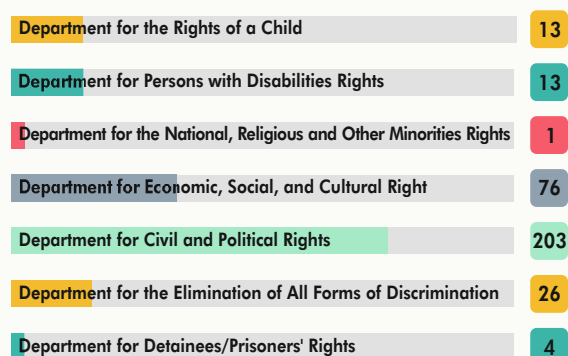 Department for the Rights of a Child 13
Department for Persons with Disabilities Rights 13
Department for the National, Religious and Other Minorities Rights 1
Department for Economic, Social, and Cultural Right 76
Department for Civil and Political Rights 203
Department for the Elimination of All Forms of Discrimination 26
Department for Detainees/Prisoners' Rights 4